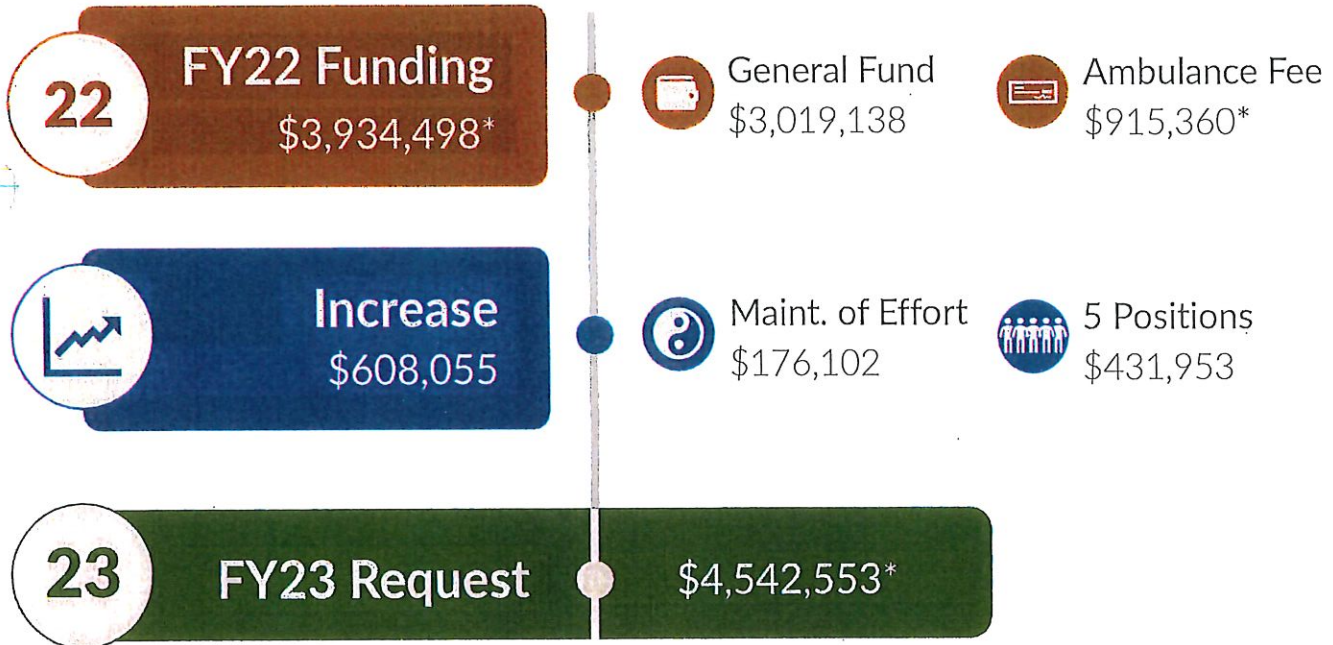 22
FY22 Funding
$3,934,498*
General Fund
$3,019,138
Ambulance Fee
$915,360*
Increase
$608,055
Maint. of Effort
$176,102
5 Positions
$431,953
23
FY23 Request
$4,542,553*